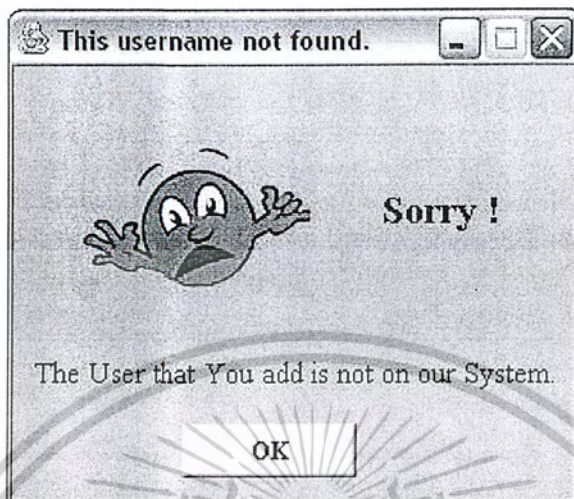 This username not found.
Sorry !
The User that You add is not on our System.
OK